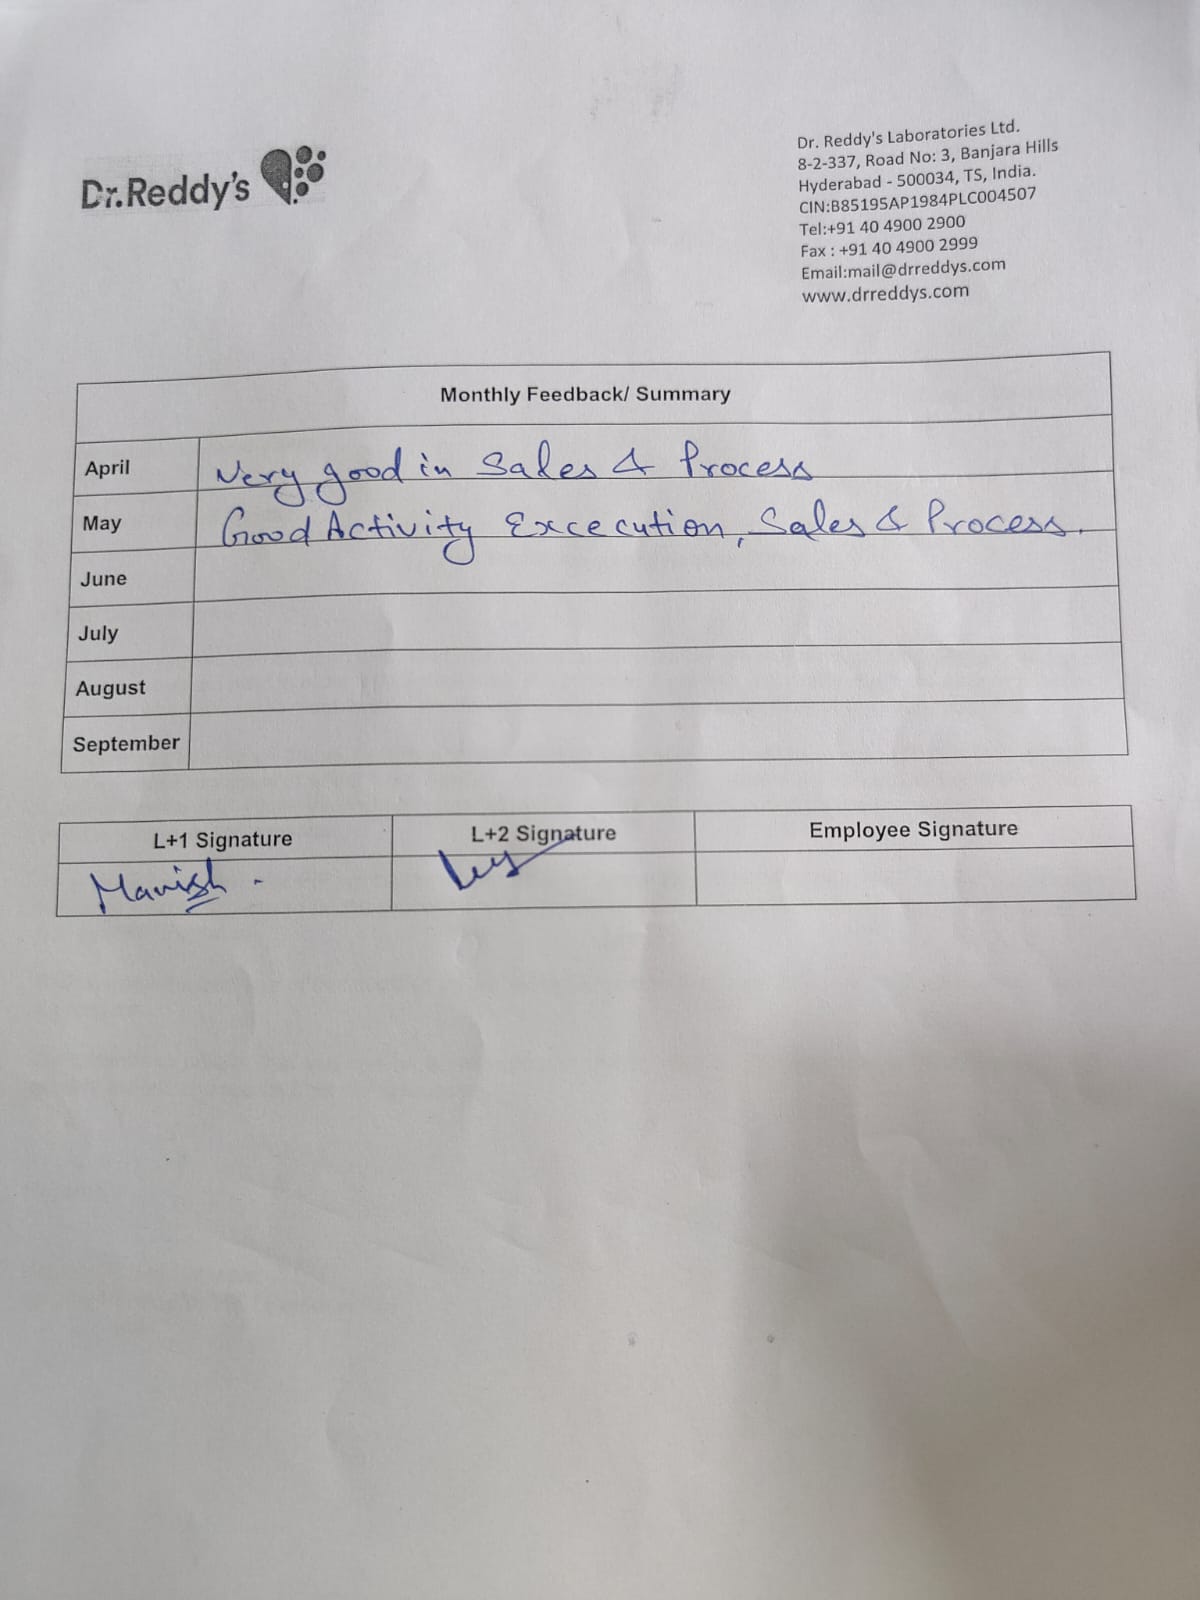 Dr.Reddy's
Dr. Reddy's Laboratories Ltd.
8-2-337, Road No: 3, Banjara Hills
Hyderabad - 500034, TS, India.
CIN:B85195AP1984PLC004507
Tel:+91 40 4900 2900
Fax : +91 40 4900 2999
Email:mail@drreddys.com
www.drreddys.com
Monthly Feedback/ Summary
April Very good in Sales & Process
May Good Activity Excecution, Sales & Process.
June
July
August
September
L+1 Signature L+2 Signature Employee Signature
Manish